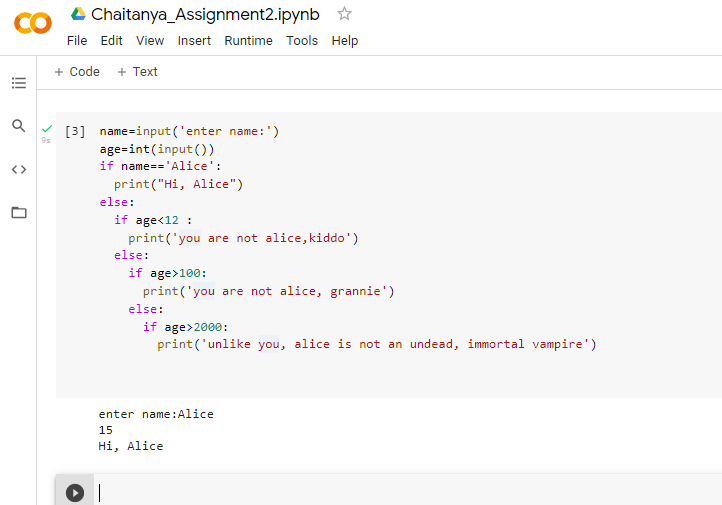 Chaitanya_Assignment2.ipynb
File Edit View Insert Runtime Tools Help
+ Code + Text
[3] name=input('enter name:')
9s
age=int(input())
if name=='Alice':
  print("Hi, Alice")
else:
  if age<12 :
    print('you are not alice,kiddo')
  else:
    if age>100:
      print('you are not alice, grannie')
    else:
      if age>2000:
        print('unlike you, alice is not an undead, immortal vampire')
enter name:Alice
15
Hi, Alice